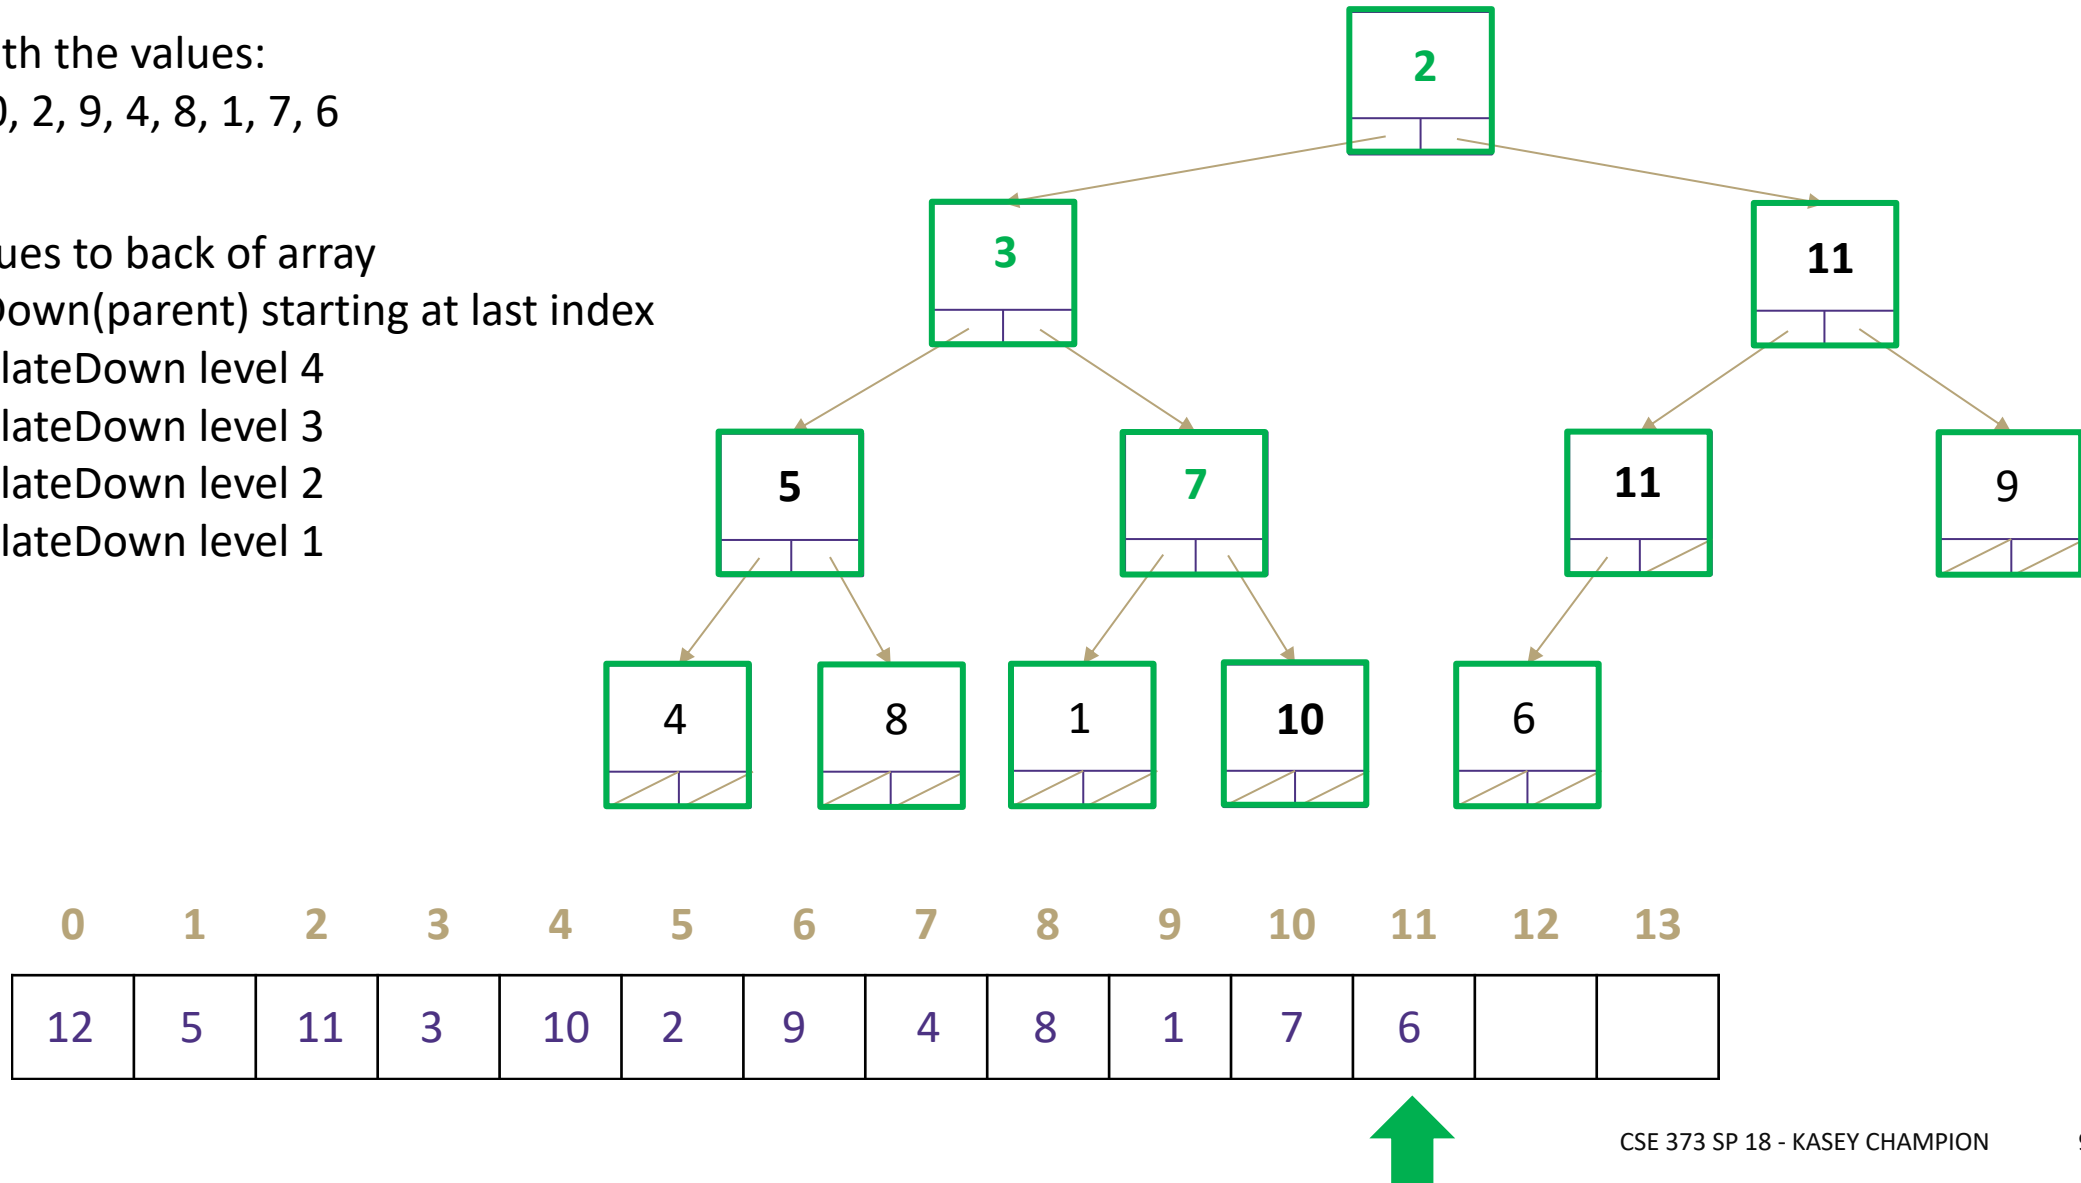 th the values:
0, 2, 9, 4, 8, 1, 7, 6
ues to back of array
Down(parent) starting at last index
lateDown level 4
lateDown level 3
lateDown level 2
lateDown level 1
2
3 11
5 7 11 9
4 8 1 10 6
0 1 2 3 4 5 6 7 8 9 10 11 12 13
12 5 11 3 10 2 9 4 8 1 7 6
CSE 373 SP 18 - KASEY CHAMPION